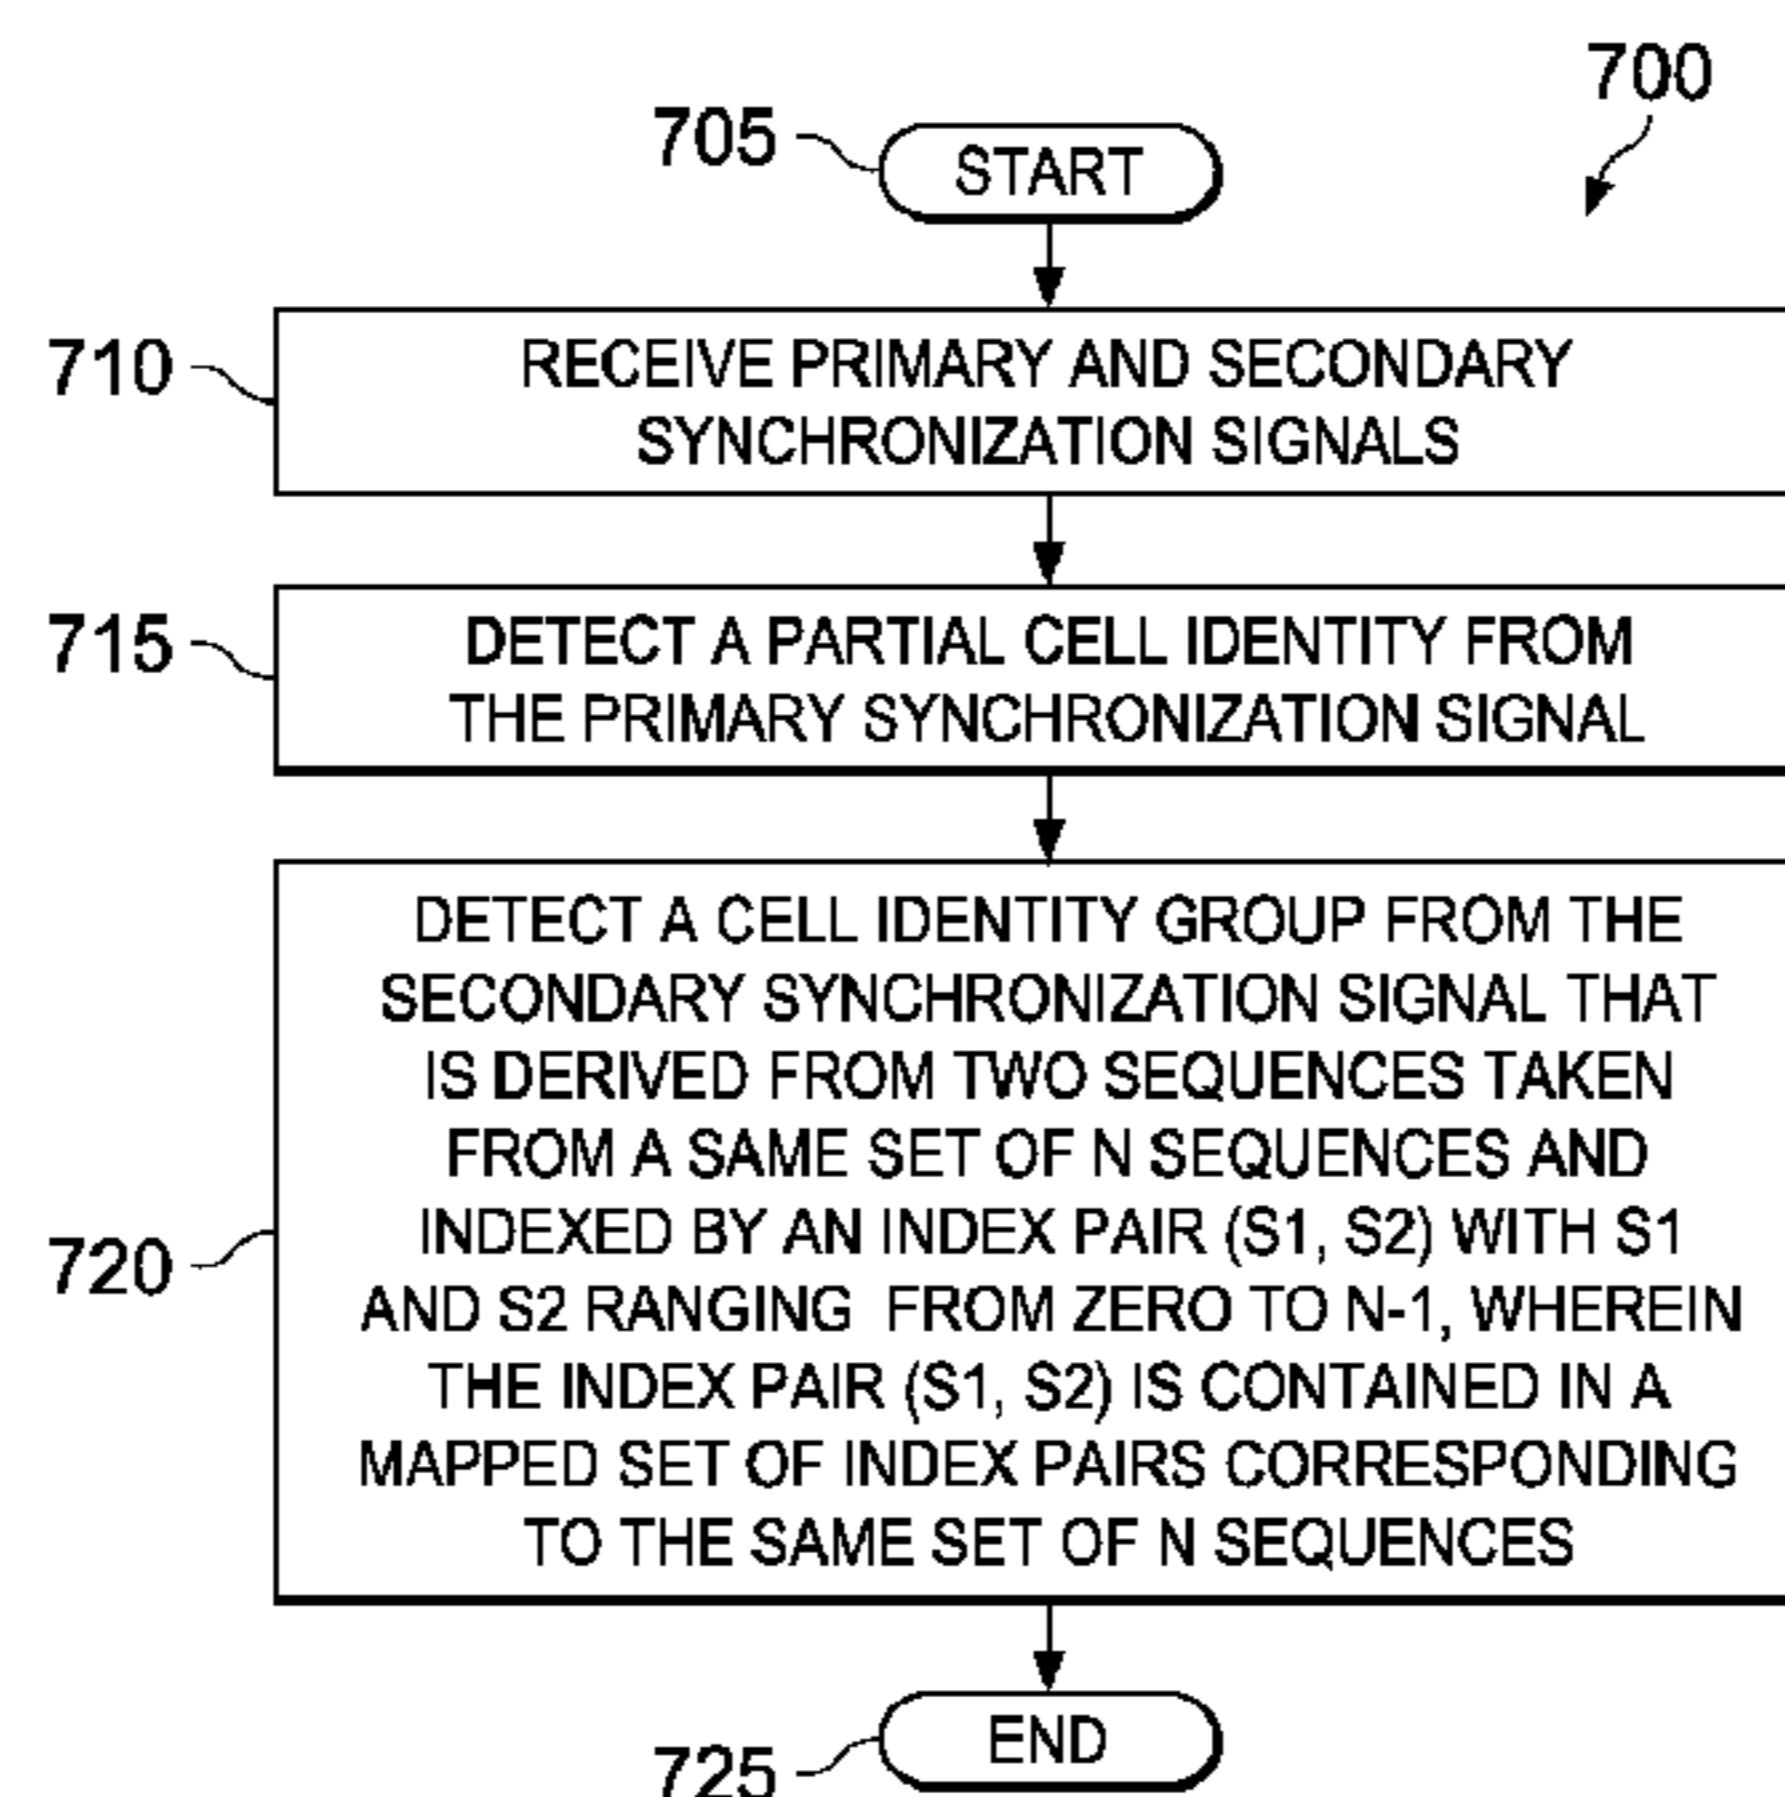 700
705
START
710
RECEIVE PRIMARY AND SECONDARY
SYNCHRONIZATION SIGNALS
715
DETECT A PARTIAL CELL IDENTITY FROM
THE PRIMARY SYNCHRONIZATION SIGNAL
720
DETECT A CELL IDENTITY GROUP FROM THE
SECONDARY SYNCHRONIZATION SIGNAL THAT
IS DERIVED FROM TWO SEQUENCES TAKEN
FROM A SAME SET OF N SEQUENCES AND
INDEXED BY AN INDEX PAIR (S1, S2) WITH S1
AND S2 RANGING FROM ZERO TO N-1, WHEREIN
THE INDEX PAIR (S1, S2) IS CONTAINED IN A
MAPPED SET OF INDEX PAIRS CORRESPONDING
TO THE SAME SET OF N SEQUENCES
725
END